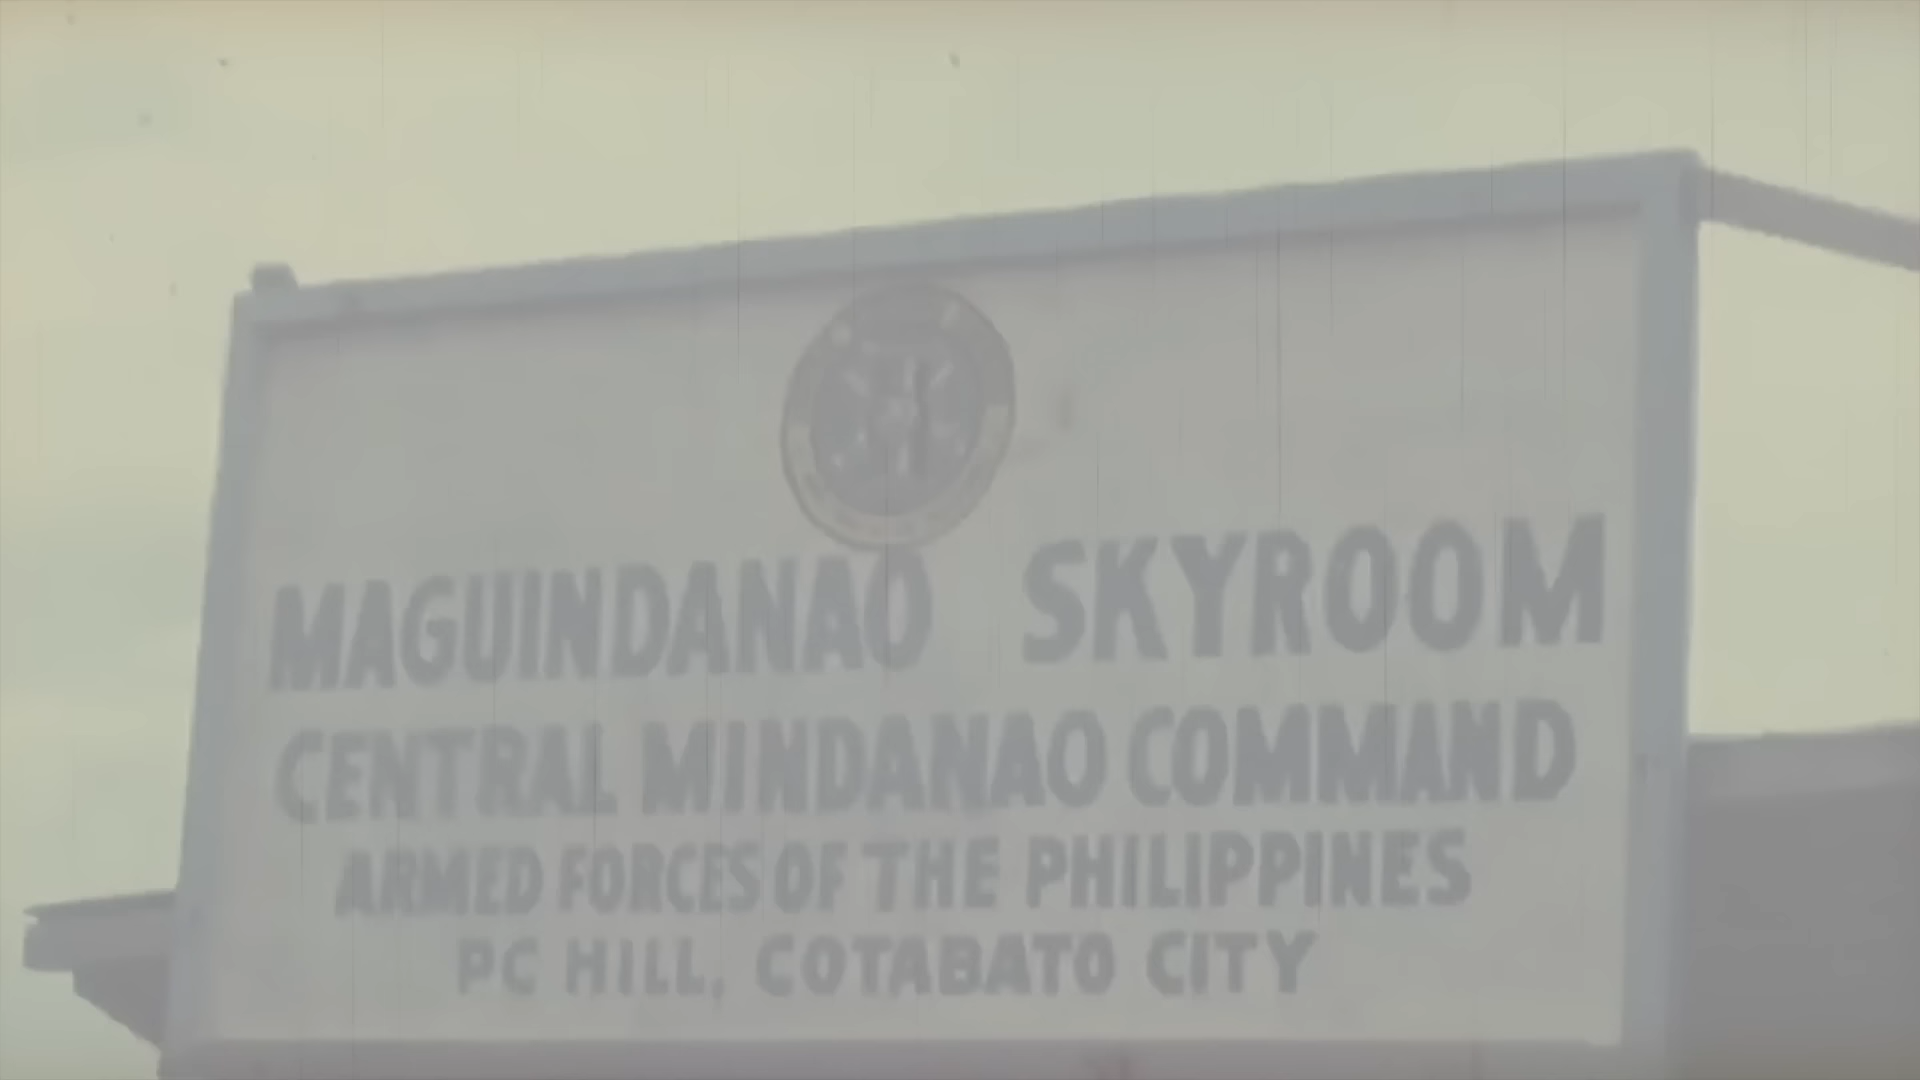 MAGUINDANAO SKYROOM
CENTRAL MINDANAO COMMAND
ARMED FORCES OF THE PHILIPPINES
PC HILL, COTABATO CITY